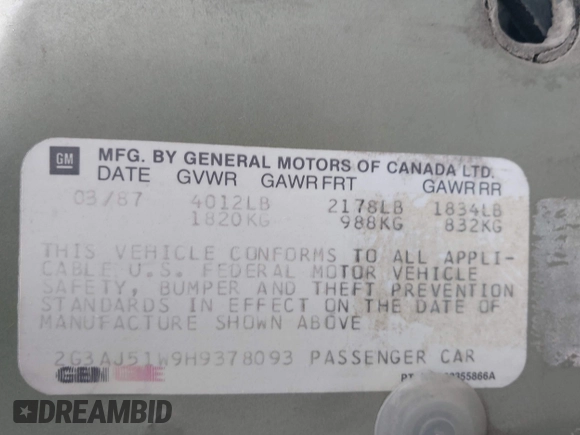 GM MFG. BY GENERAL MOTORS OF CANADA LTD.
DATE GVWR GAWR FRT GAWR RR
03/87 4012LB 2178LB 1834LB
1820KG 988KG 832KG
THIS VEHICLE CONFORMS TO ALL APPLI-
CABLE U.S. FEDERAL MOTOR VEHICLE
SAFETY, BUMPER AND THEFT PREVENTION
STANDARDS IN EFFECT ON THE DATE OF
MANUFACTURE SHOWN ABOVE
2G3AJ51W9H9378093 PASSENGER CAR
DREAMBID